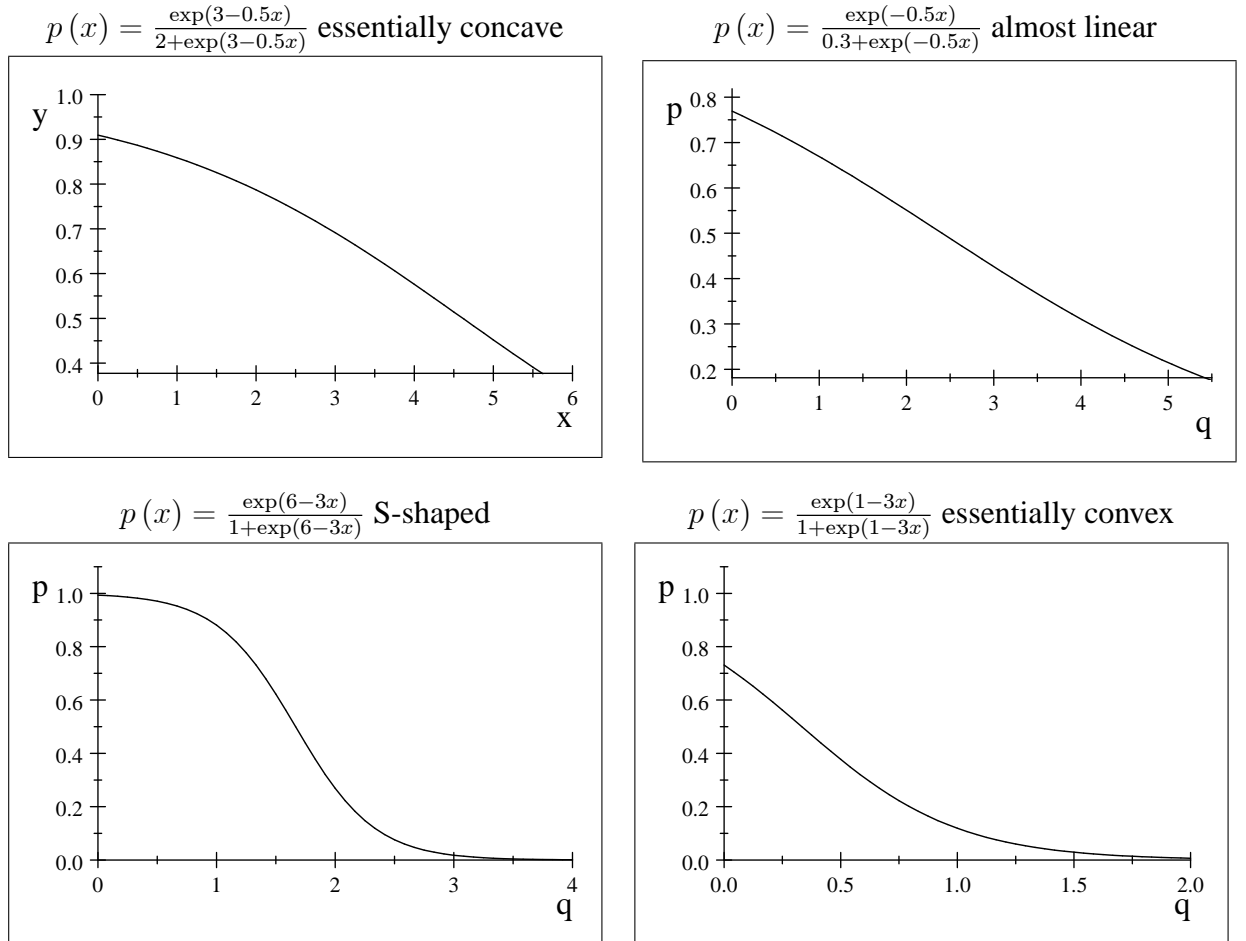 p (x) = exp(3−0.5x) / 2+exp(3−0.5x) essentially concave
p (x) = exp(−0.5x) / 0.3+exp(−0.5x) almost linear
y
1.0
0.9
0.8
0.7
0.6
0.5
0.4
0 1 2 3 4 5 6
x
p
0.8
0.7
0.6
0.5
0.4
0.3
0.2
0 1 2 3 4 5
q
p (x) = exp(6−3x) / 1+exp(6−3x) S-shaped
p (x) = exp(1−3x) / 1+exp(1−3x) essentially convex
p
1.0
0.8
0.6
0.4
0.2
0.0
0 1 2 3 4
q
p
1.0
0.8
0.6
0.4
0.2
0.0
0.0 0.5 1.0 1.5 2.0
q